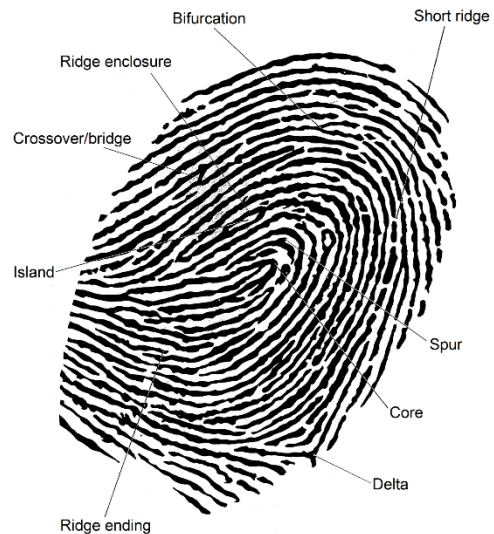 Bifurcation
Short ridge
Ridge enclosure
Crossover/bridge
Island
Spur
Core
Delta
Ridge ending